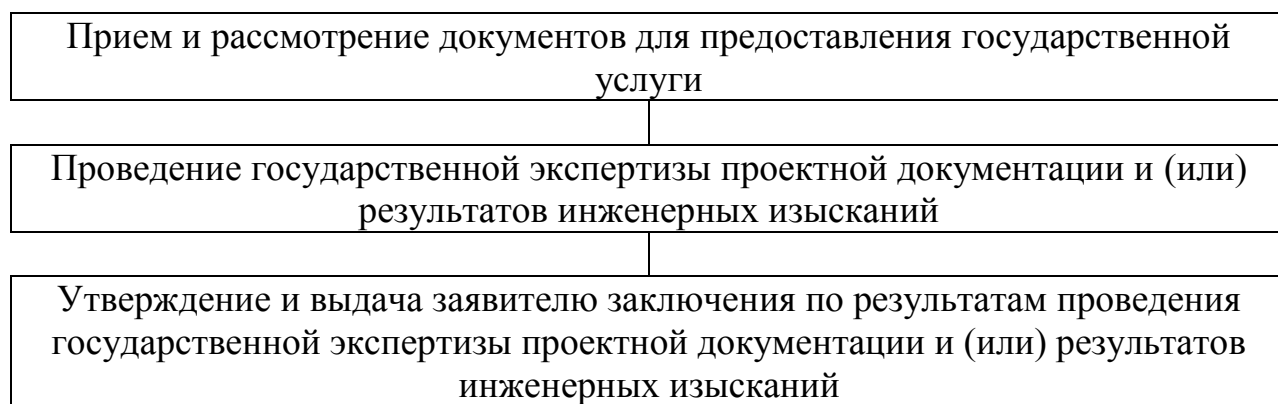 Прием и рассмотрение документов для предоставления государственной
услуги
Проведение государственной экспертизы проектной документации и (или)
результатов инженерных изысканий
Утверждение и выдача заявителю заключения по результатам проведения
государственной экспертизы проектной документации и (или) результатов
инженерных изысканий